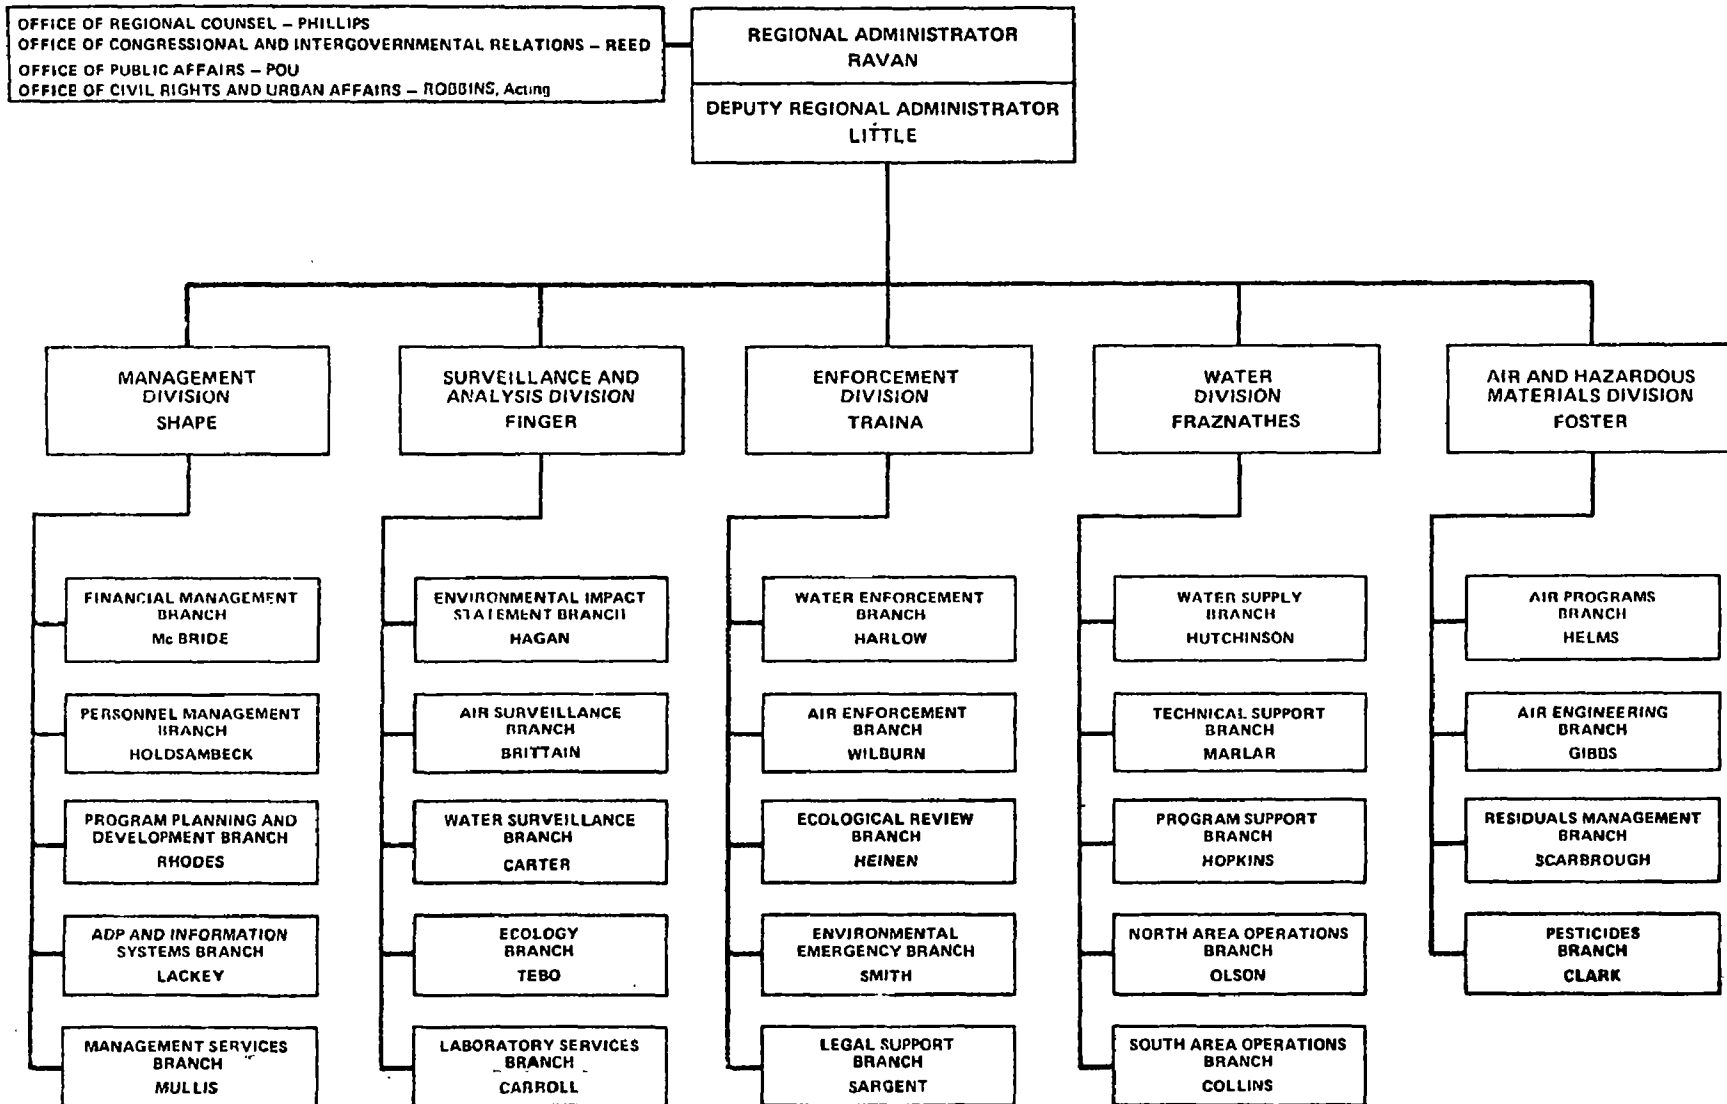 OFFICE OF REGIONAL COUNSEL – PHILLIPS
OFFICE OF CONGRESSIONAL AND INTERGOVERNMENTAL RELATIONS – REED
OFFICE OF PUBLIC AFFAIRS – POU
OFFICE OF CIVIL RIGHTS AND URBAN AFFAIRS – ROBBINS, Acting
REGIONAL ADMINISTRATOR
RAVAN
DEPUTY REGIONAL ADMINISTRATOR
LITTLE
MANAGEMENT
DIVISION
SHAPE
SURVEILLANCE AND
ANALYSIS DIVISION
FINGER
ENFORCEMENT
DIVISION
TRAINA
WATER
DIVISION
FRAZNATHES
AIR AND HAZARDOUS
MATERIALS DIVISION
FOSTER
FINANCIAL MANAGEMENT
BRANCH
Mc BRIDE
PERSONNEL MANAGEMENT
BRANCH
HOLDSAMBECK
PROGRAM PLANNING AND
DEVELOPMENT BRANCH
RHODES
ADP AND INFORMATION
SYSTEMS BRANCH
LACKEY
MANAGEMENT SERVICES
BRANCH
MULLIS
ENVIRONMENTAL IMPACT
STATEMENT BRANCH
HAGAN
AIR SURVEILLANCE
BRANCH
BRITTAIN
WATER SURVEILLANCE
BRANCH
CARTER
ECOLOGY
BRANCH
TEBO
LABORATORY SERVICES
BRANCH
CARROLL
WATER ENFORCEMENT
BRANCH
HARLOW
AIR ENFORCEMENT
BRANCH
WILBURN
ECOLOGICAL REVIEW
BRANCH
HEINEN
ENVIRONMENTAL
EMERGENCY BRANCH
SMITH
LEGAL SUPPORT
BRANCH
SARGENT
WATER SUPPLY
BRANCH
HUTCHINSON
TECHNICAL SUPPORT
BRANCH
MARLAR
PROGRAM SUPPORT
BRANCH
HOPKINS
NORTH AREA OPERATIONS
BRANCH
OLSON
SOUTH AREA OPERATIONS
BRANCH
COLLINS
AIR PROGRAMS
BRANCH
HELMS
AIR ENGINEERING
BRANCH
GIBBS
RESIDUALS MANAGEMENT
BRANCH
SCARBROUGH
PESTICIDES
BRANCH
CLARK